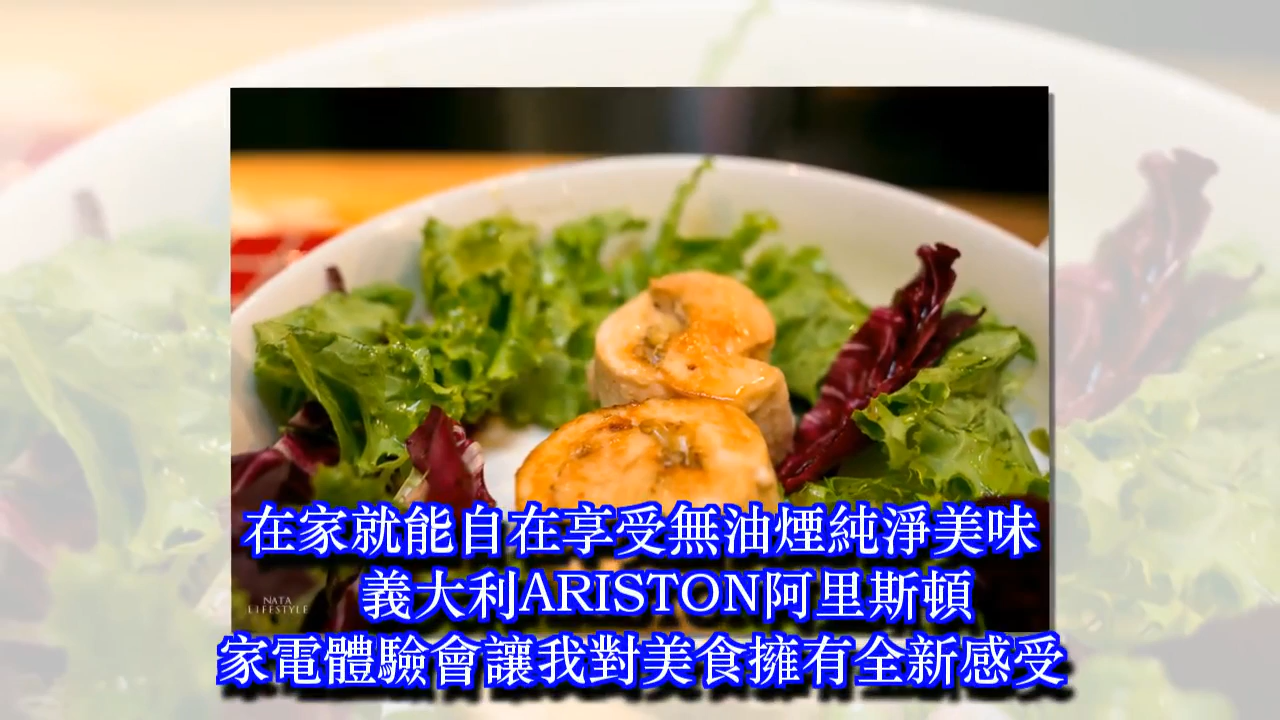 在家就能自在享受無油煙純淨美味
義大利ARISTON阿里斯頓
家電體驗會讓我對美食擁有全新感受
NATA
LIFESTYLE